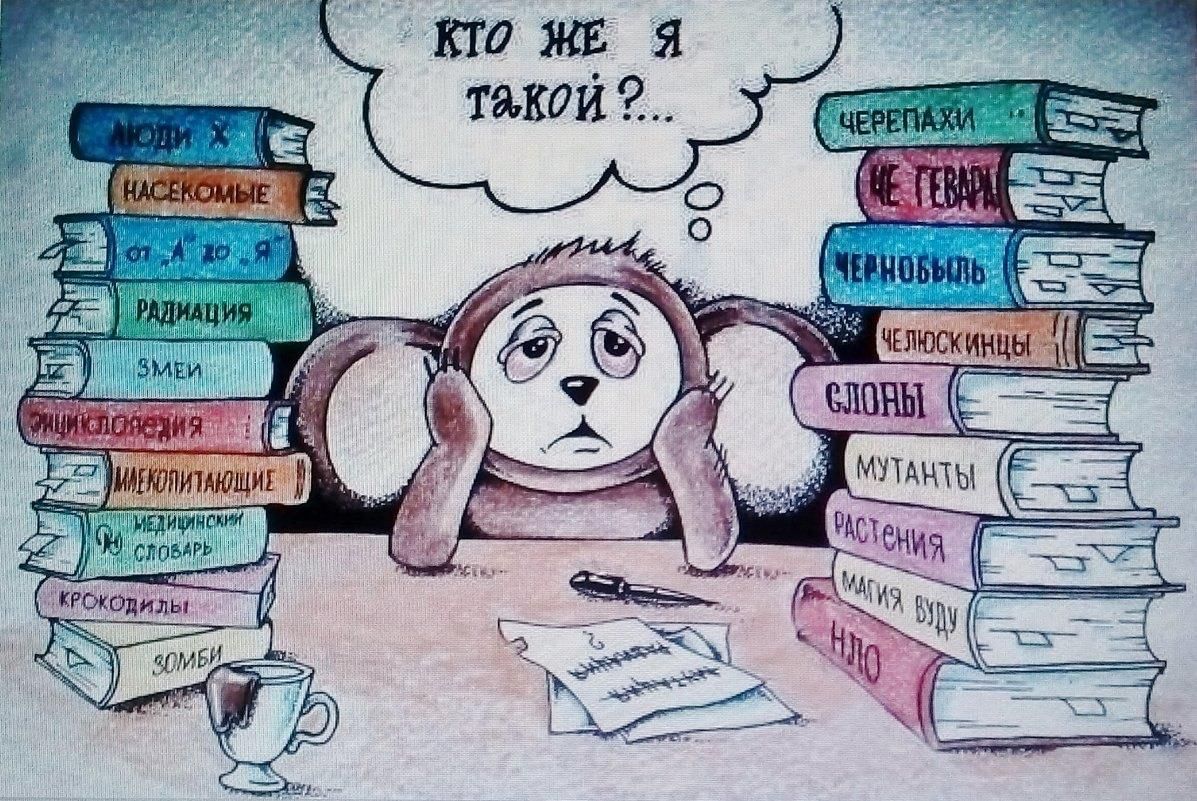 КТО ЖЕ Я
ТАКОЙ?...
ЛЮДИ Х
НАСЕКОМЫЕ
ОТ „А" ДО „Я"
РАДИАЦИЯ
ЗМЕИ
ЭНЦИКЛОПЕДИЯ
МЛЕКОПИТАЮЩИЕ
МЕДИЦИНСКИЙ
СЛОВАРЬ
КРОКОДИЛЫ
ЗОМБИ
ЧЕРЕПАХИ
ЧЕ ГЕВАРА
ЧЕРНОБЫЛЬ
ЧЕЛЮСКИНЦЫ
СЛОНЫ
МУТАНТЫ
РАСТЕНИЯ
МАГИЯ ВУДУ
НЛО
?